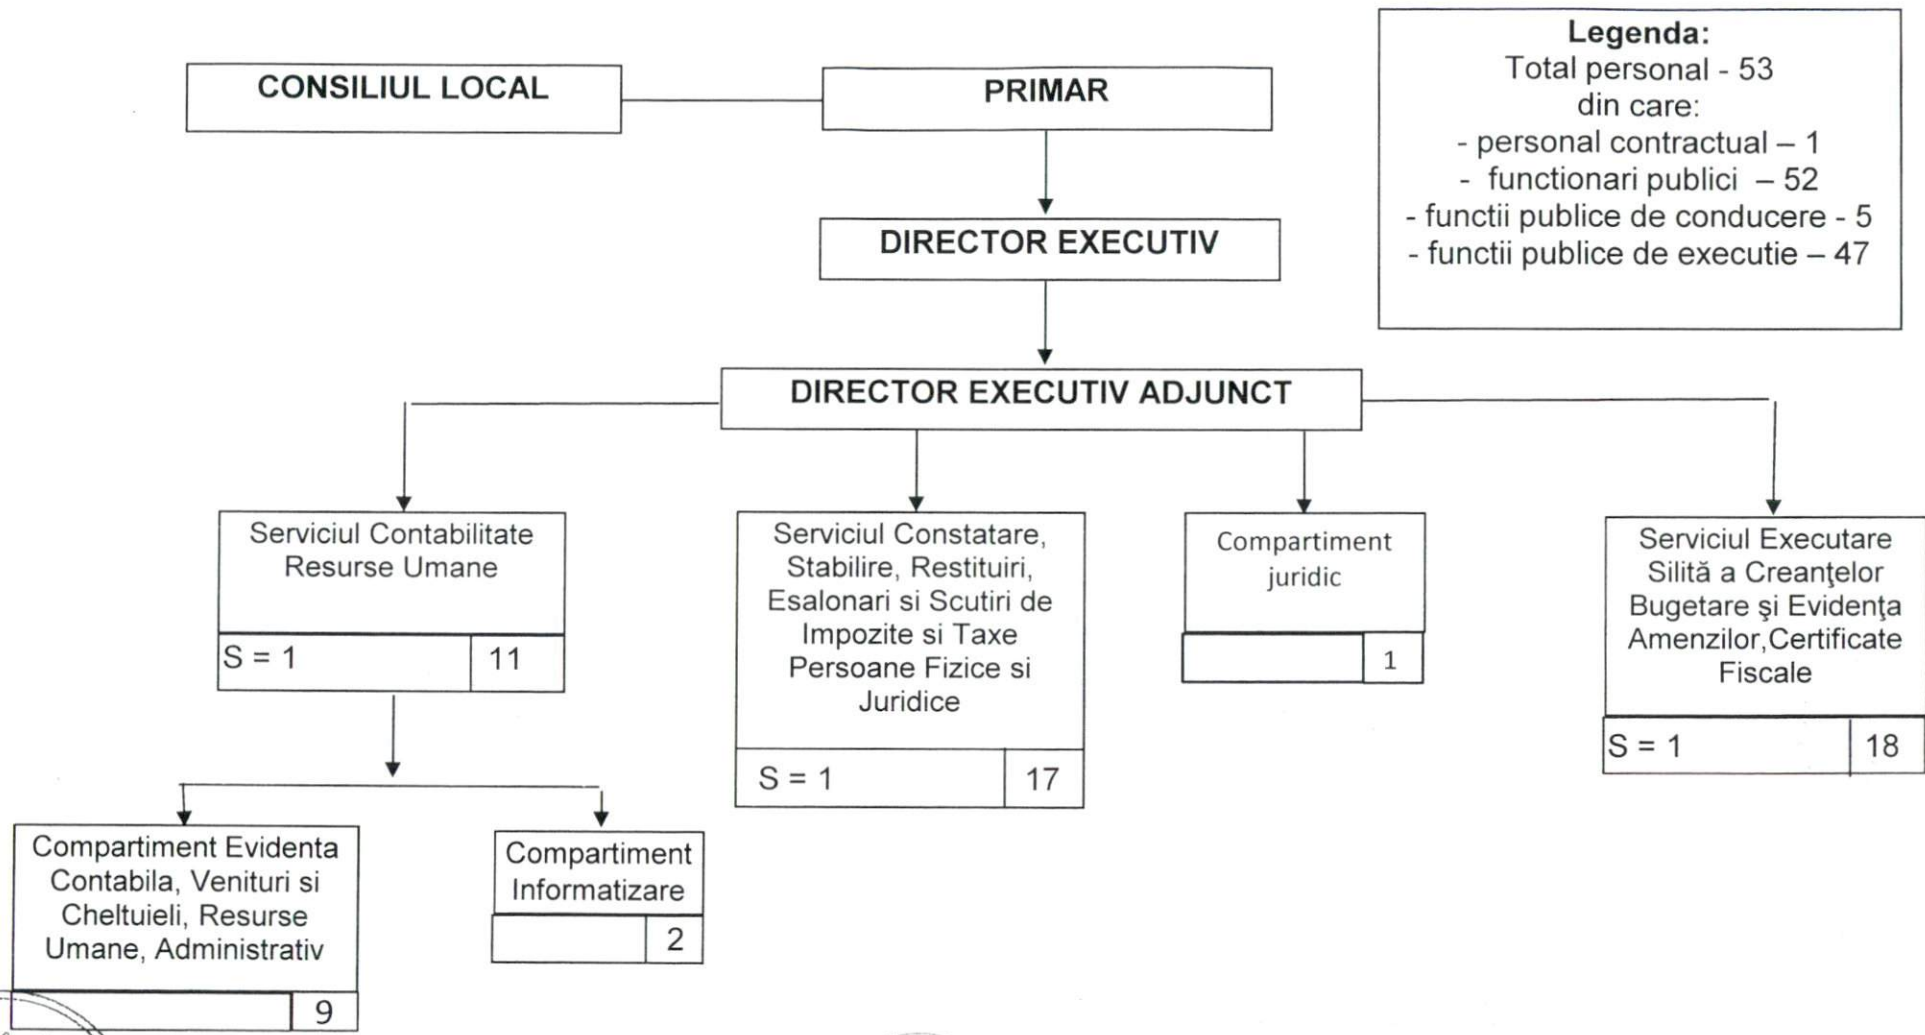 CONSILIUL LOCAL
PRIMAR
Legenda:
Total personal - 53
din care:
- personal contractual – 1
- functionari publici – 52
- functii publice de conducere - 5
- functii publice de executie – 47
DIRECTOR EXECUTIV
DIRECTOR EXECUTIV ADJUNCT
Serviciul Contabilitate
Resurse Umane
S = 1
11
Serviciul Constatare,
Stabilire, Restituiri,
Esalonari si Scutiri de
Impozite si Taxe
Persoane Fizice si
Juridice
S = 1
17
Compartiment
juridic
1
Serviciul Executare
Silită a Creanţelor
Bugetare şi Evidenţa
Amenzilor,Certificate
Fiscale
S = 1
18
Compartiment Evidenta
Contabila, Venituri si
Cheltuieli, Resurse
Umane, Administrativ
9
Compartiment
Informatizare
2